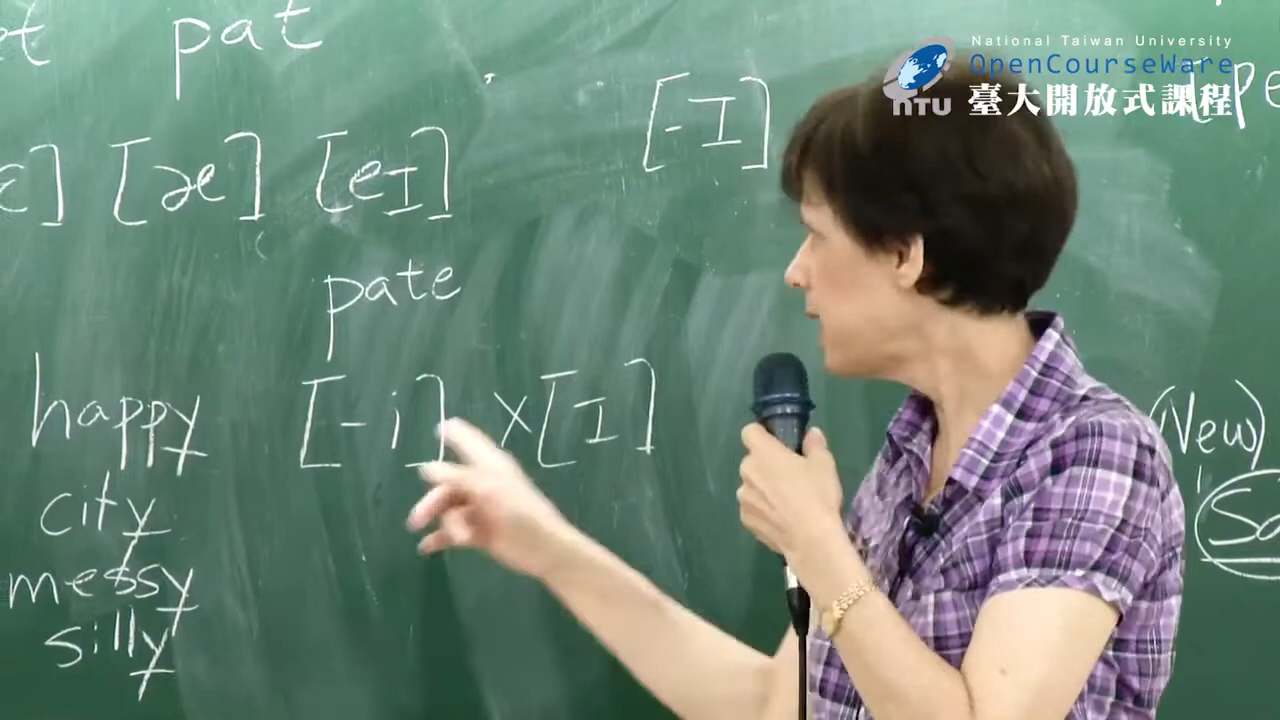 pat
[æ] [eɪ]
[-ɪ]
pate
happy [-i] x[ɪ]
city
messy
silly
(New)
National Taiwan University
OpenCourseWare
NTU 臺大開放式課程